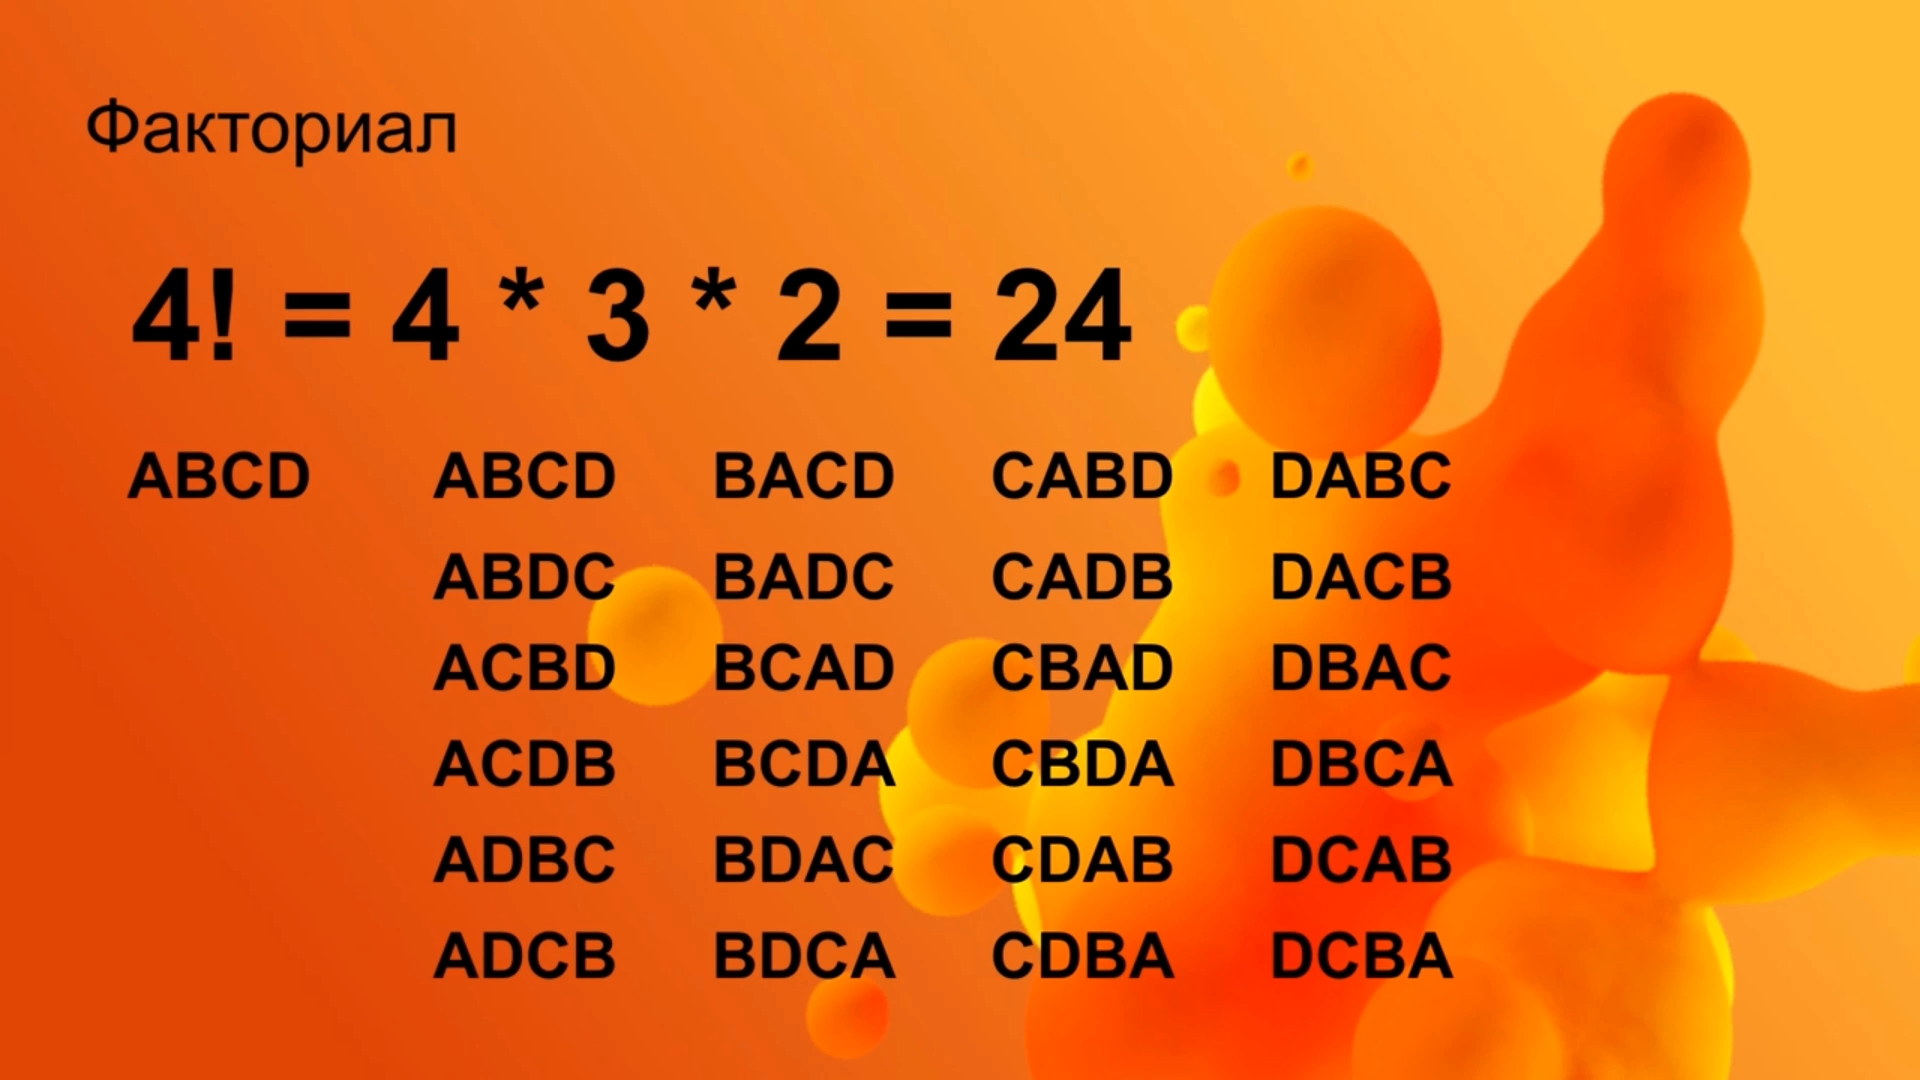 Факториал
4! = 4 * 3 * 2 = 24
ABCD ABCD BACD CABD DABC
ABDC BADC CADB DACB
ACBD BCAD CBAD DBAC
ACDB BCDA CBDA DBCA
ADBC BDAC CDAB DCAB
ADCB BDCA CDBA DCBA